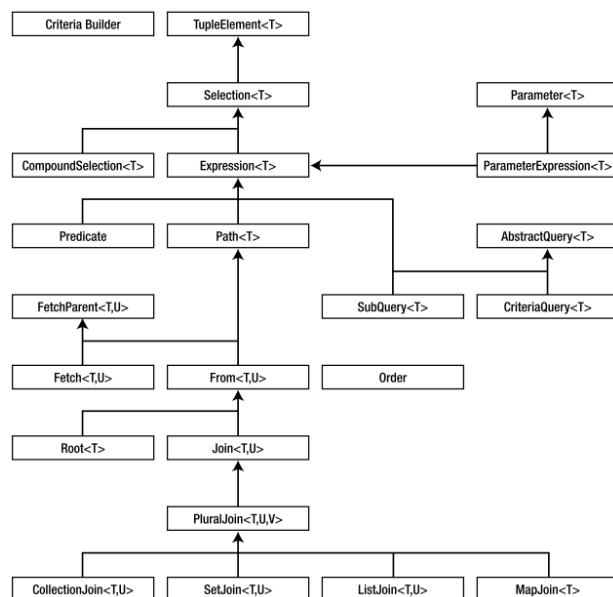 Criteria Builder
TupleElement<T>
Selection<T>
Parameter<T>
CompoundSelection<T>
Expression<T>
ParameterExpression<T>
Predicate
Path<T>
AbstractQuery<T>
FetchParent<T,U>
SubQuery<T>
CriteriaQuery<T>
Fetch<T,U>
From<T,U>
Order
Root<T>
Join<T,U>
PluralJoin<T,U,V>
CollectionJoin<T,U>
SetJoin<T,U>
ListJoin<T,U>
MapJoin<T>